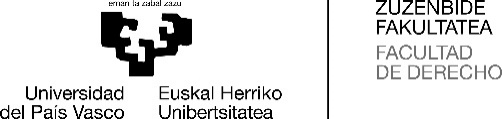 eman ta zabal zazu
Universidad
del País Vasco
Euskal Herriko
Unibertsitatea
ZUZENBIDE
FAKULTATEA
FACULTAD
DE DERECHO